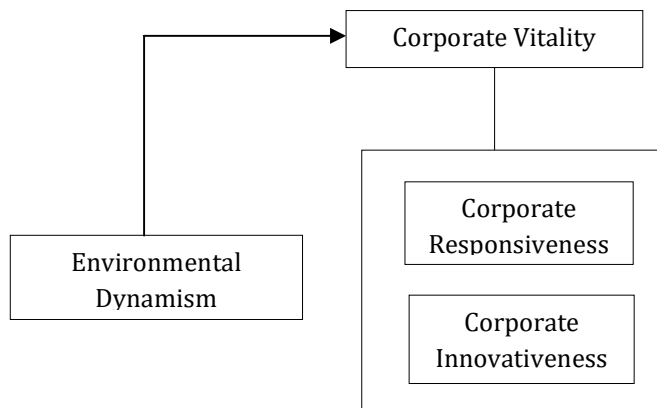 Corporate Vitality
Corporate
Responsiveness
Environmental
Dynamism
Corporate
Innovativeness